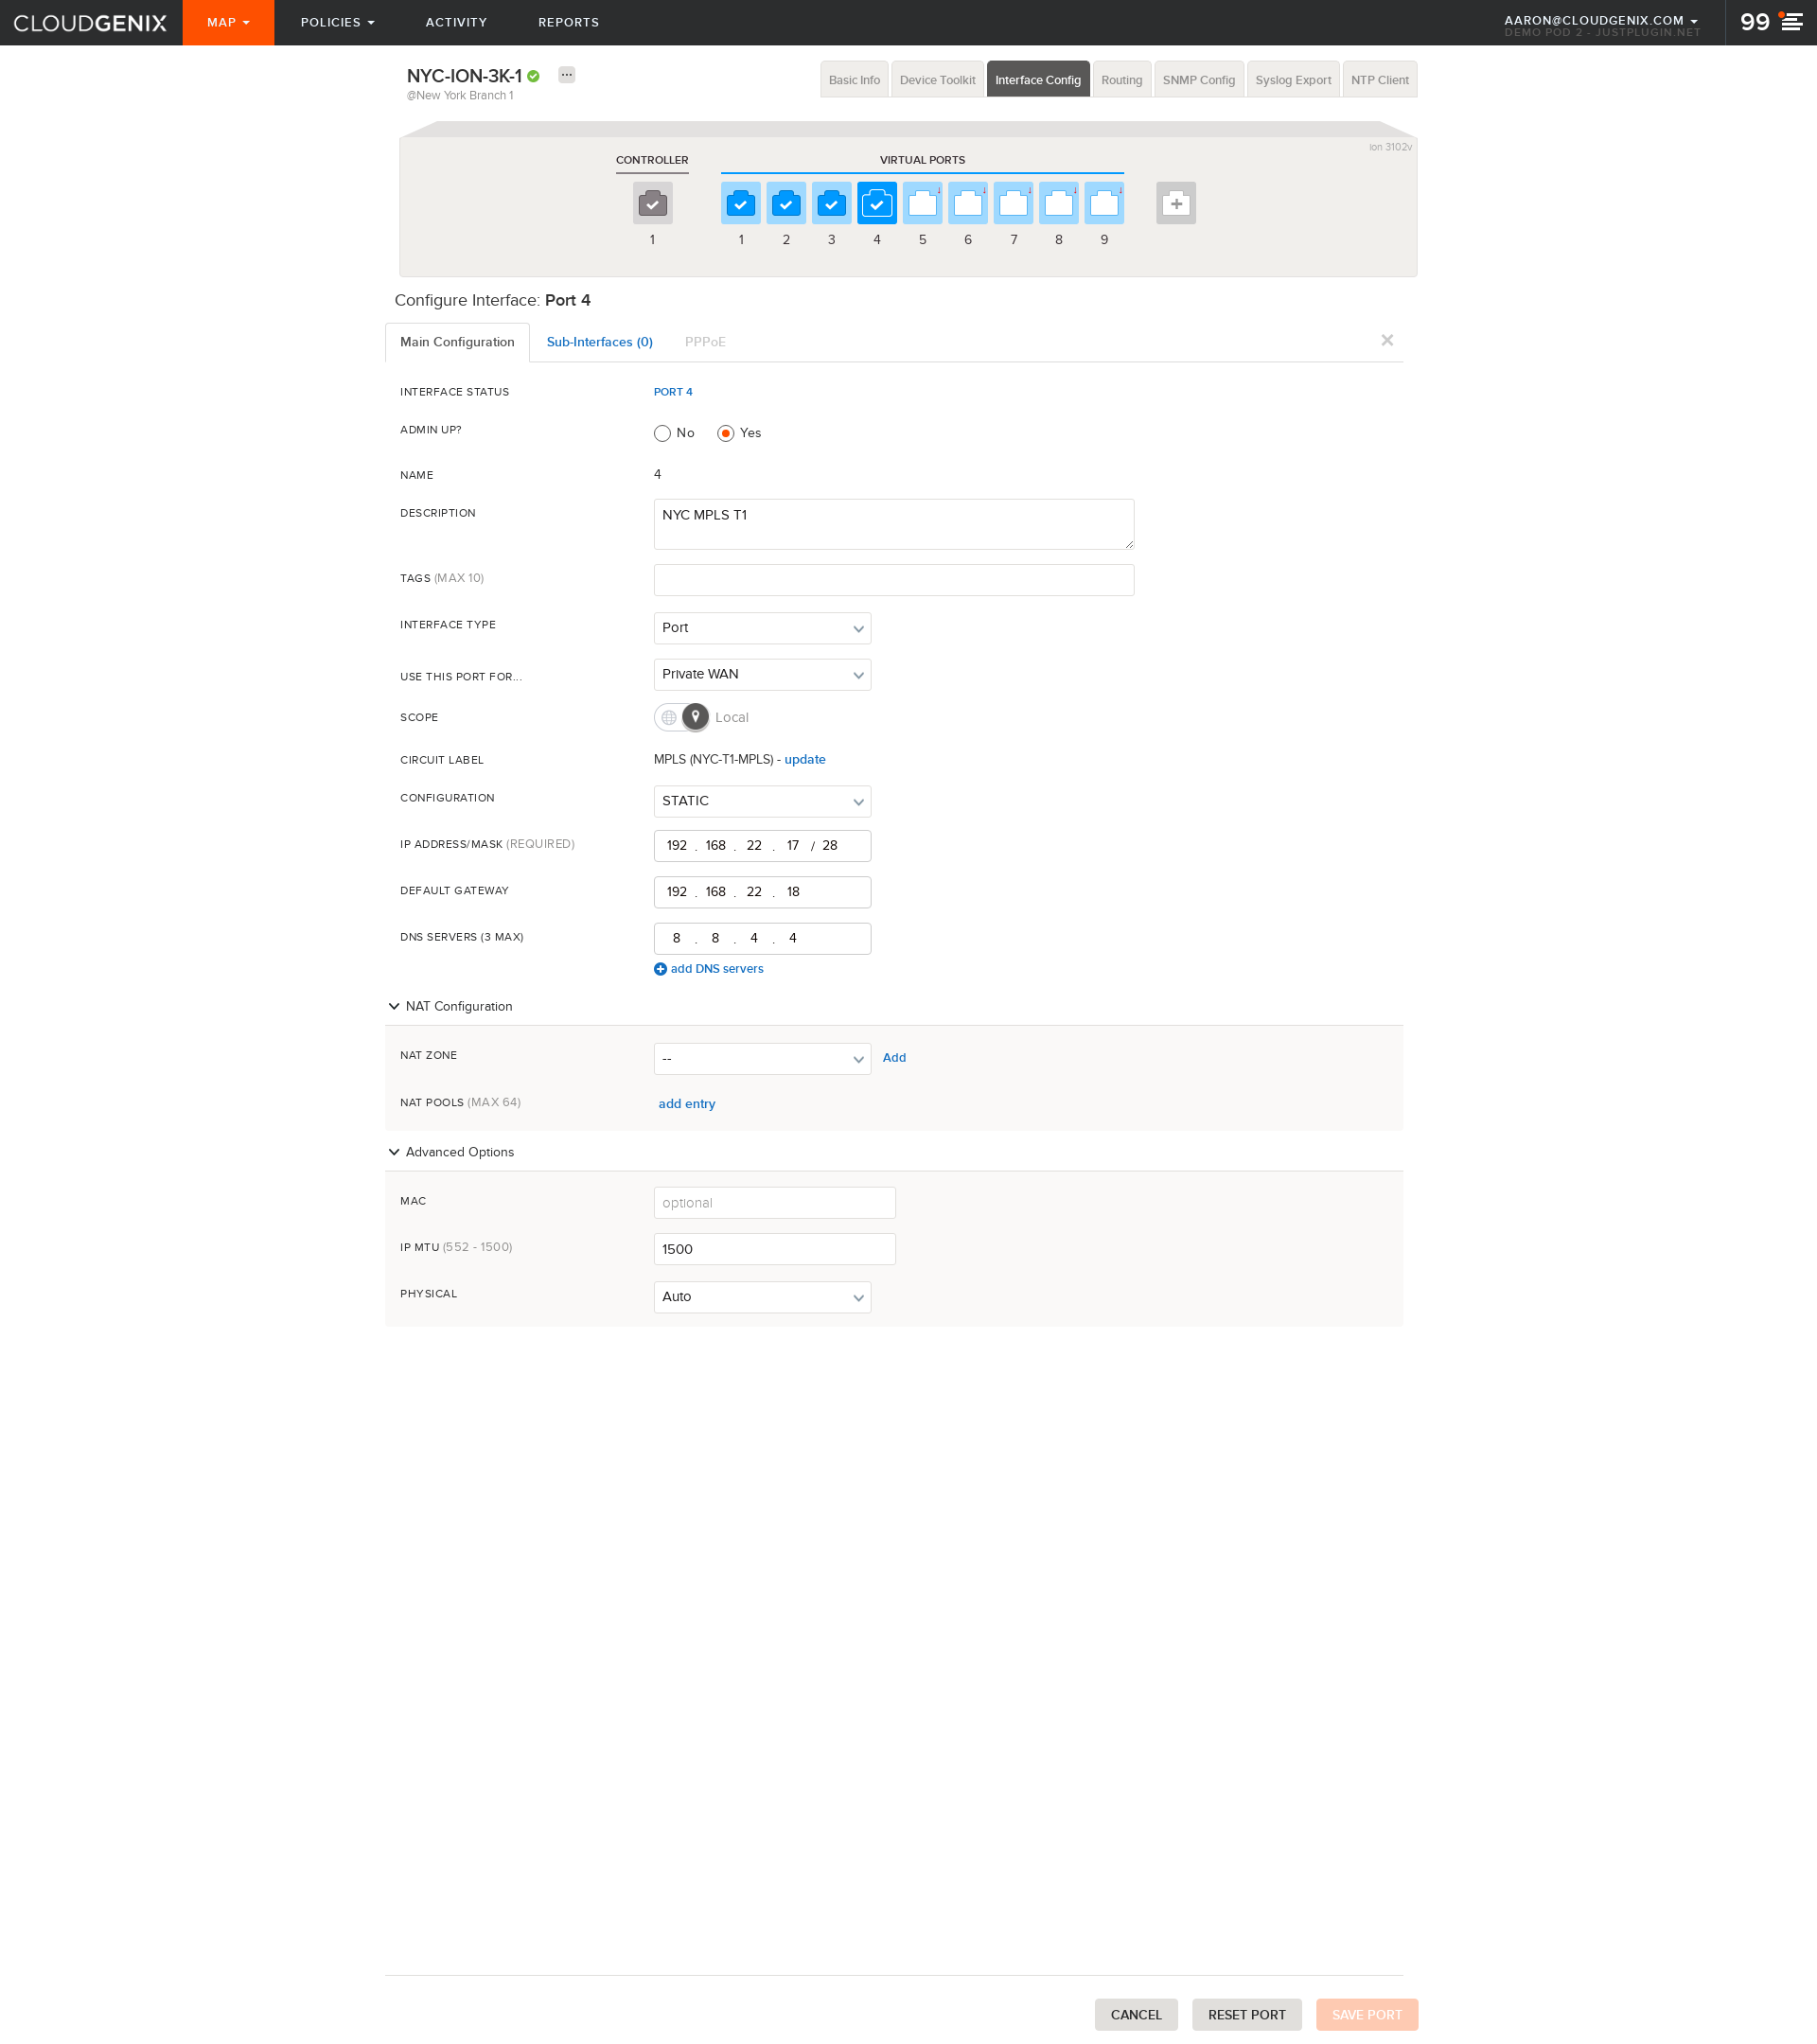 CLOUDGENIX MAP POLICIES ACTIVITY REPORTS AARON@CLOUDGENIX.COM 99
DEMO POD 2 - JUSTPLUGIN.NET
NYC-ION-3K-1
@New York Branch 1
Basic Info Device Toolkit Interface Config Routing SNMP Config Syslog Export NTP Client
ion 3102v
CONTROLLER VIRTUAL PORTS
1 1 2 3 4 5 6 7 8 9
Configure Interface: Port 4
Main Configuration Sub-Interfaces (0) PPPoE
INTERFACE STATUS PORT 4
ADMIN UP? No Yes
NAME 4
DESCRIPTION NYC MPLS T1
TAGS (MAX 10)
INTERFACE TYPE Port
USE THIS PORT FOR... Private WAN
SCOPE Local
CIRCUIT LABEL MPLS (NYC-T1-MPLS) - update
CONFIGURATION STATIC
IP ADDRESS/MASK (REQUIRED) 192 . 168 . 22 . 17 / 28
DEFAULT GATEWAY 192 . 168 . 22 . 18
DNS SERVERS (3 MAX) 8 . 8 . 4 . 4
add DNS servers
NAT Configuration
NAT ZONE -- Add
NAT POOLS (MAX 64) add entry
Advanced Options
MAC optional
IP MTU (552 - 1500) 1500
PHYSICAL Auto
CANCEL RESET PORT SAVE PORT